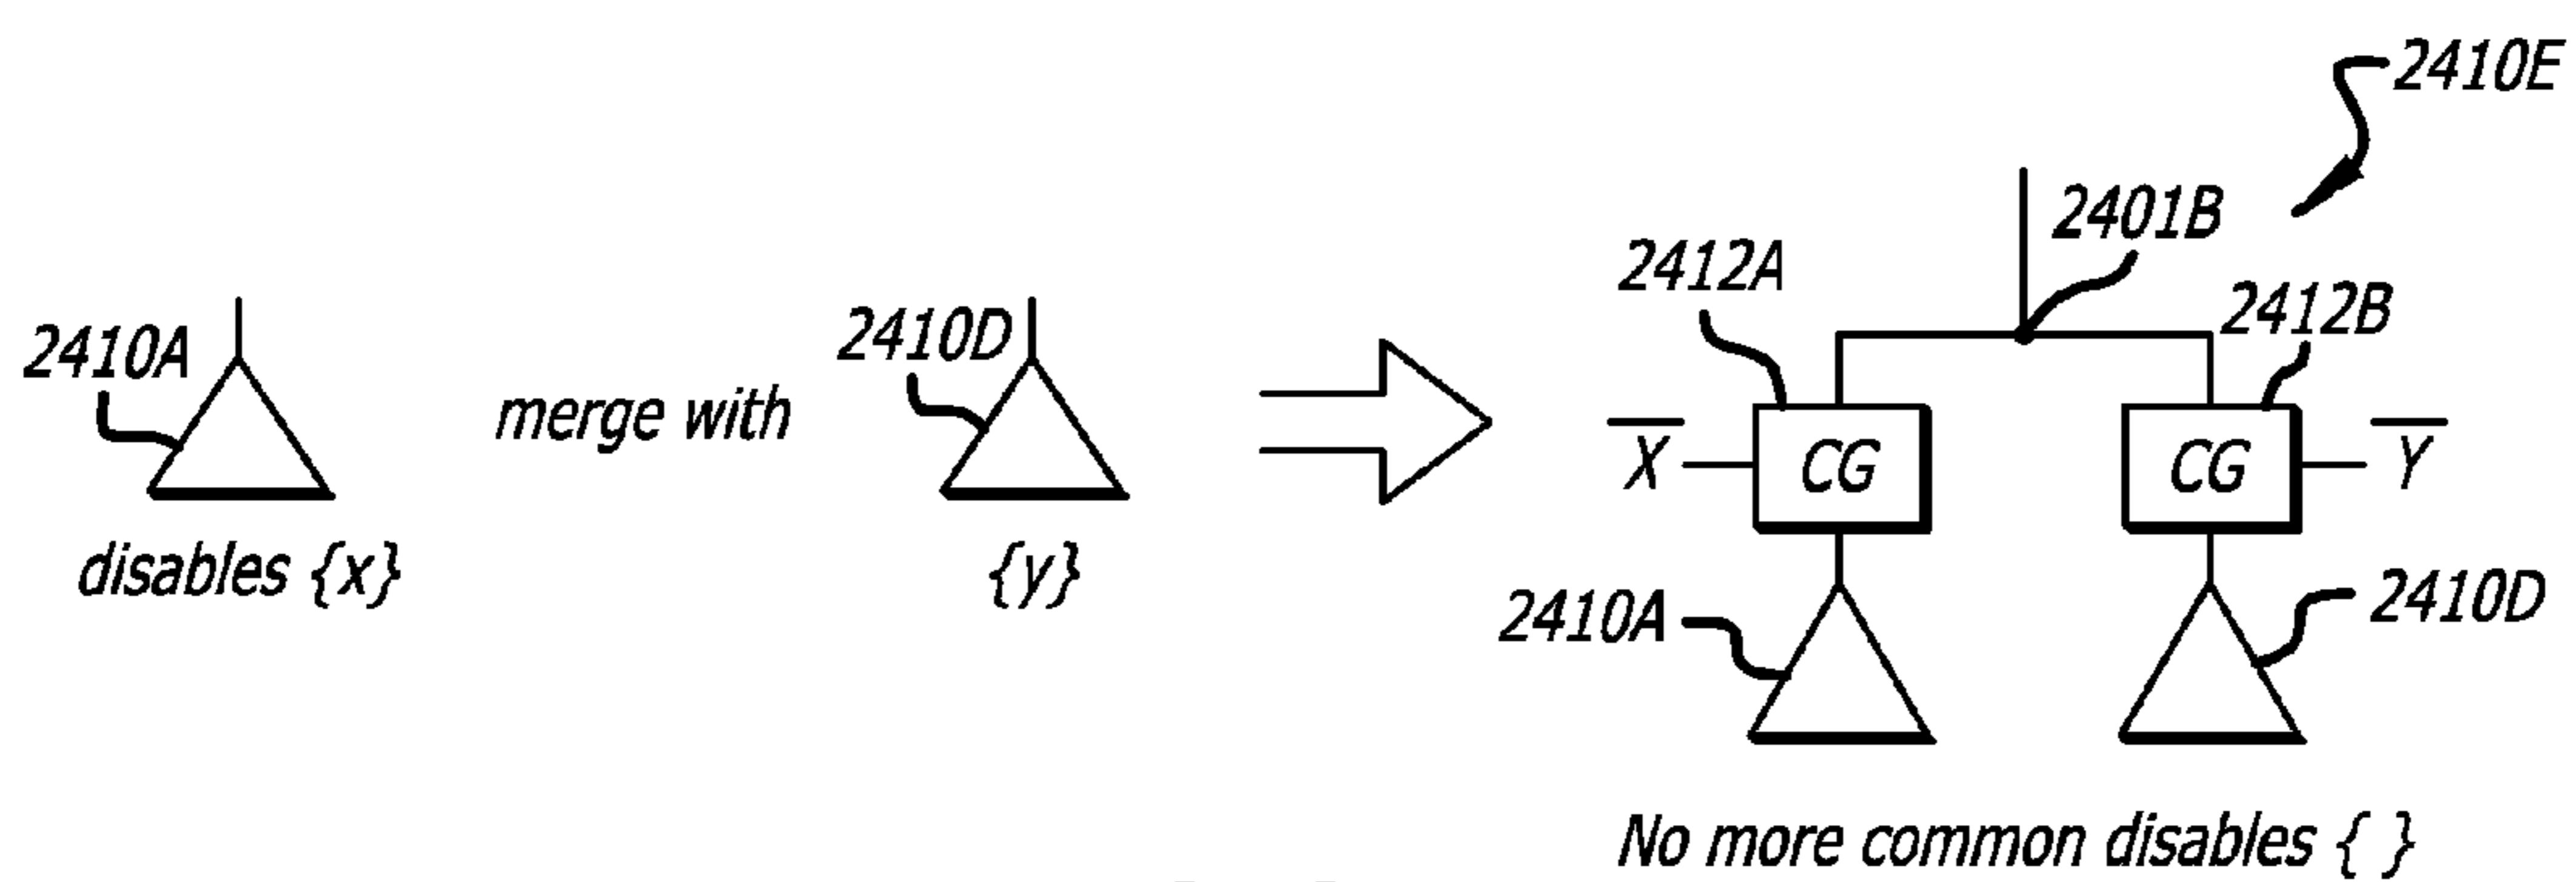 2410E
2401B
2412A
2412B
2410A
2410D
merge with
X
CG
CG
Y
disables {x}
{y}
2410A
2410D
No more common disables { }